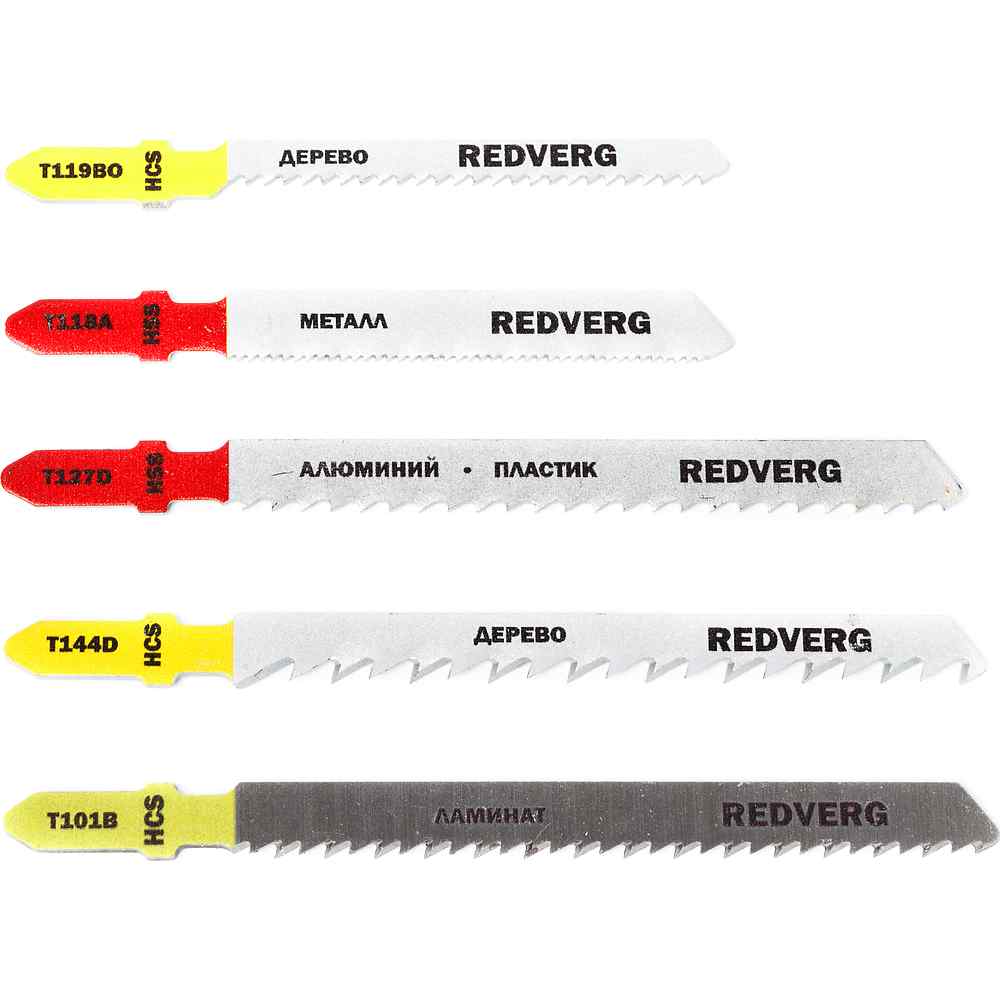 T119BO HCS ДЕРЕВО REDVERG
T118A HSS МЕТАЛЛ REDVERG
T127D HSS АЛЮМИНИЙ • ПЛАСТИК REDVERG
T144D HCS ДЕРЕВО REDVERG
T101B HCS ЛАМИНАТ REDVERG